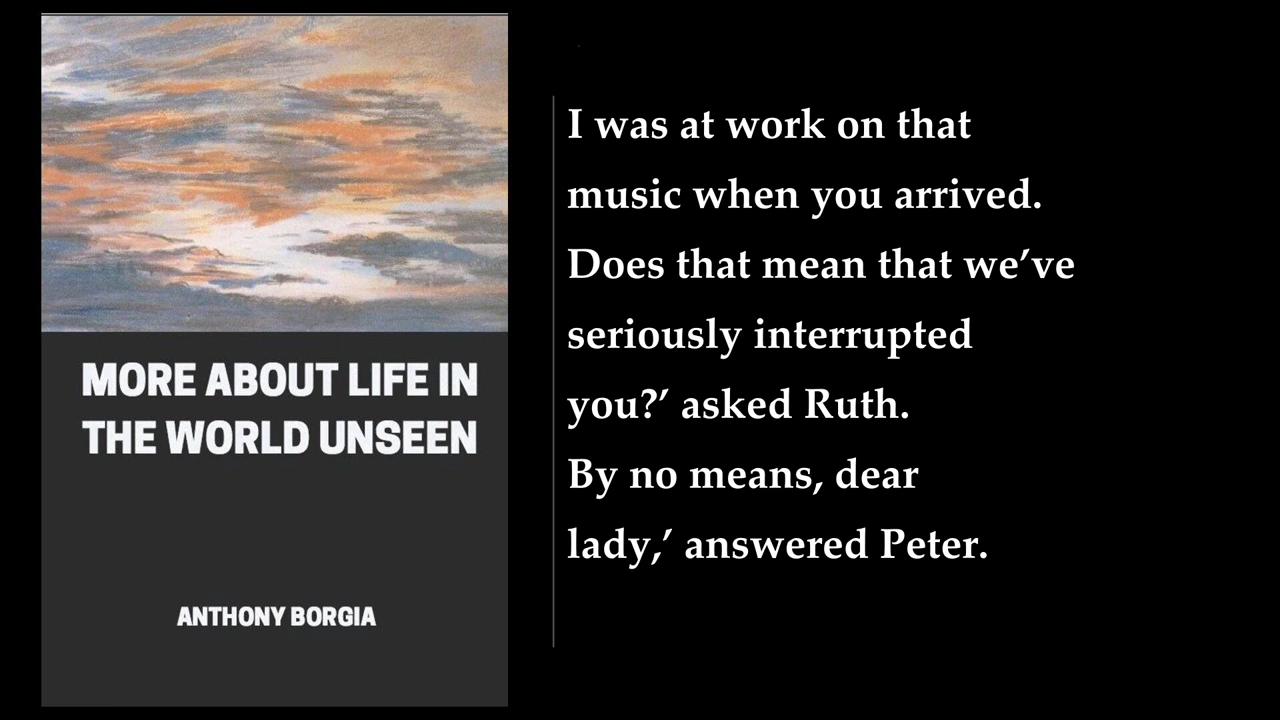 MORE ABOUT LIFE IN
THE WORLD UNSEEN
ANTHONY BORGIA
I was at work on that
music when you arrived.
Does that mean that we’ve
seriously interrupted
you?’ asked Ruth.
By no means, dear
lady,’ answered Peter.